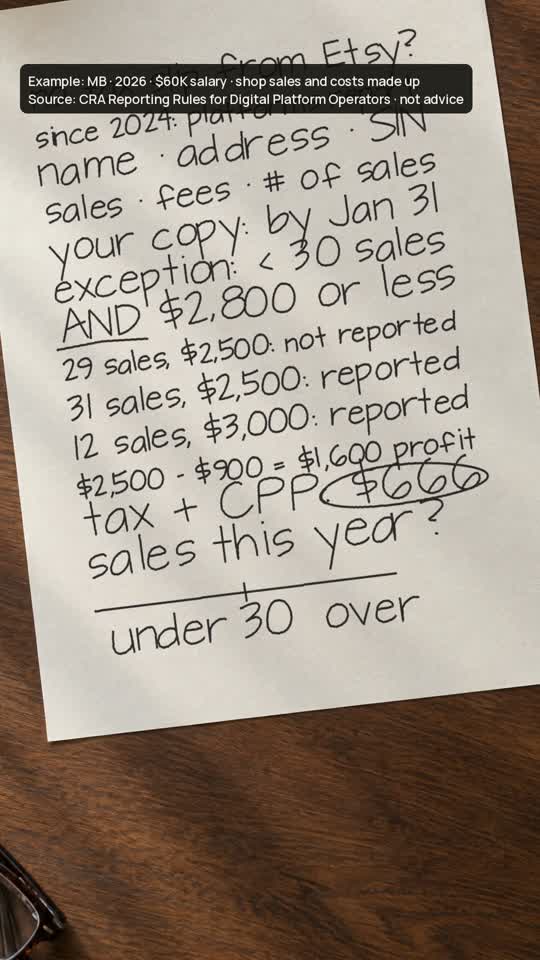 from Etsy?
Example: MB · 2026 · $60K salary · shop sales and costs made up
Source: CRA Reporting Rules for Digital Platform Operators · not advice
since 2024: platforms
name · address · SIN
sales · fees · # of sales
your copy: by Jan 31
exception: < 30 sales
AND $2,800 or less
29 sales, $2,500: not reported
31 sales, $2,500: reported
12 sales, $3,000: reported
$2,500 - $900 = $1,600 profit
tax + CPP: $666
sales this year?
under 30 over